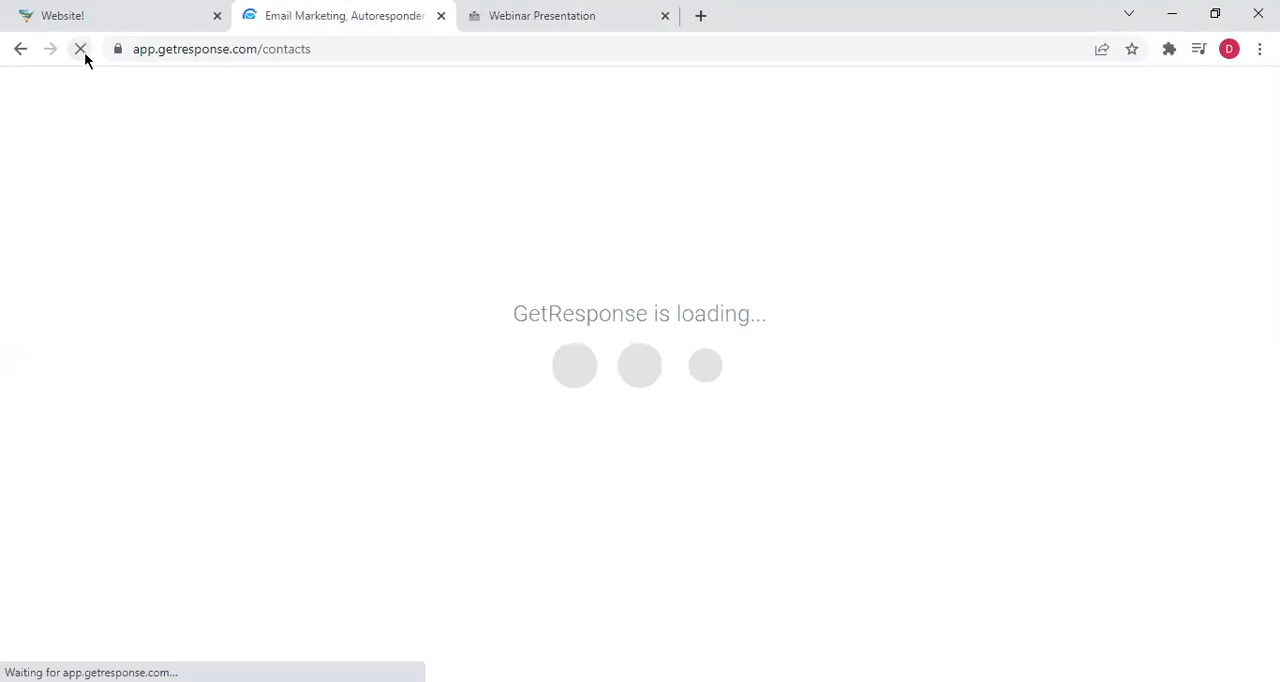 Website!
Email Marketing, Autoresponder
Webinar Presentation
app.getresponse.com/contacts
D
GetResponse is loading...
Waiting for app.getresponse.com...